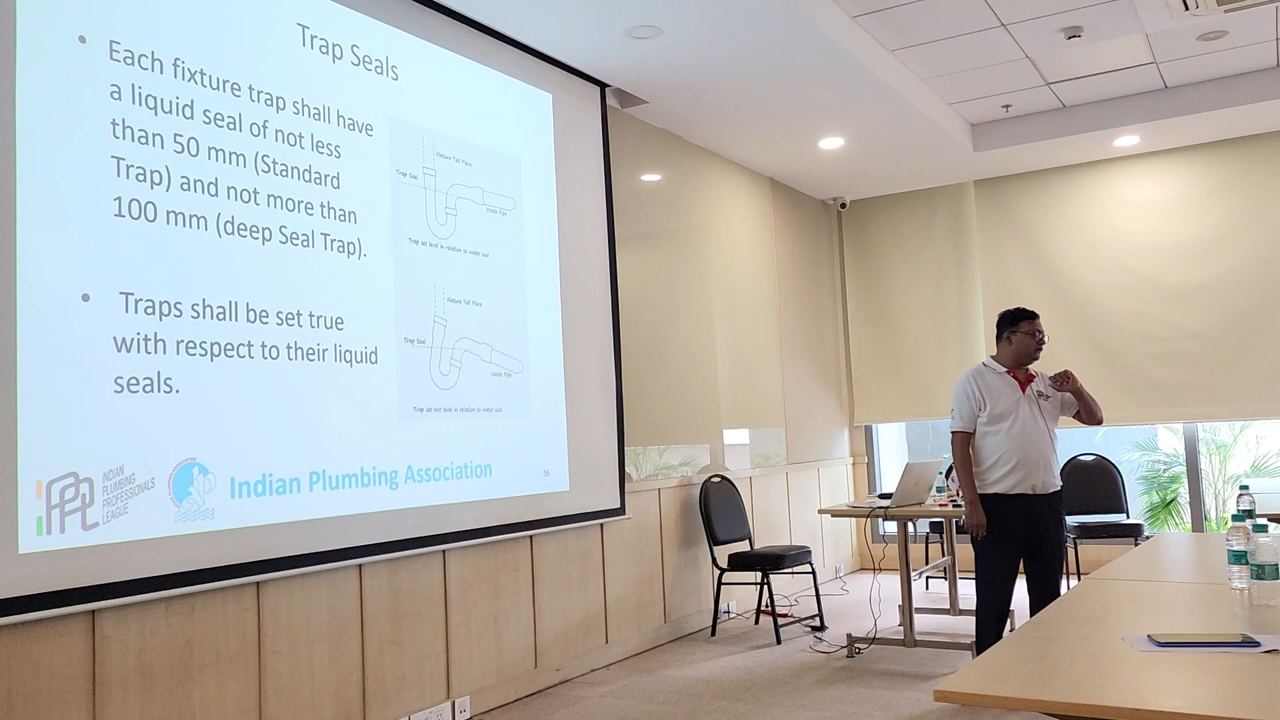 Trap Seals
• Each fixture trap shall have
a liquid seal of not less
than 50 mm (Standard
Trap) and not more than
100 mm (deep Seal Trap).
• Traps shall be set true
with respect to their liquid
seals.
Fixture Tail Piece
Trap Seal
Waste Pipe
Trap set level in relation to water seal
Fixture Tail Piece
Trap Seal
Waste Pipe
Trap set not level in relation to water seal
IPPL
INDIAN
PLUMBING
PROFESSIONALS
LEAGUE
Indian Plumbing Association